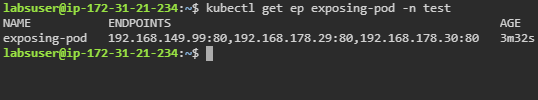 labsuser@ip-172-31-21-234:~$ kubectl get ep exposing-pod -n test
NAME ENDPOINTS AGE
exposing-pod 192.168.149.99:80,192.168.178.29:80,192.168.178.30:80 3m32s
labsuser@ip-172-31-21-234:~$